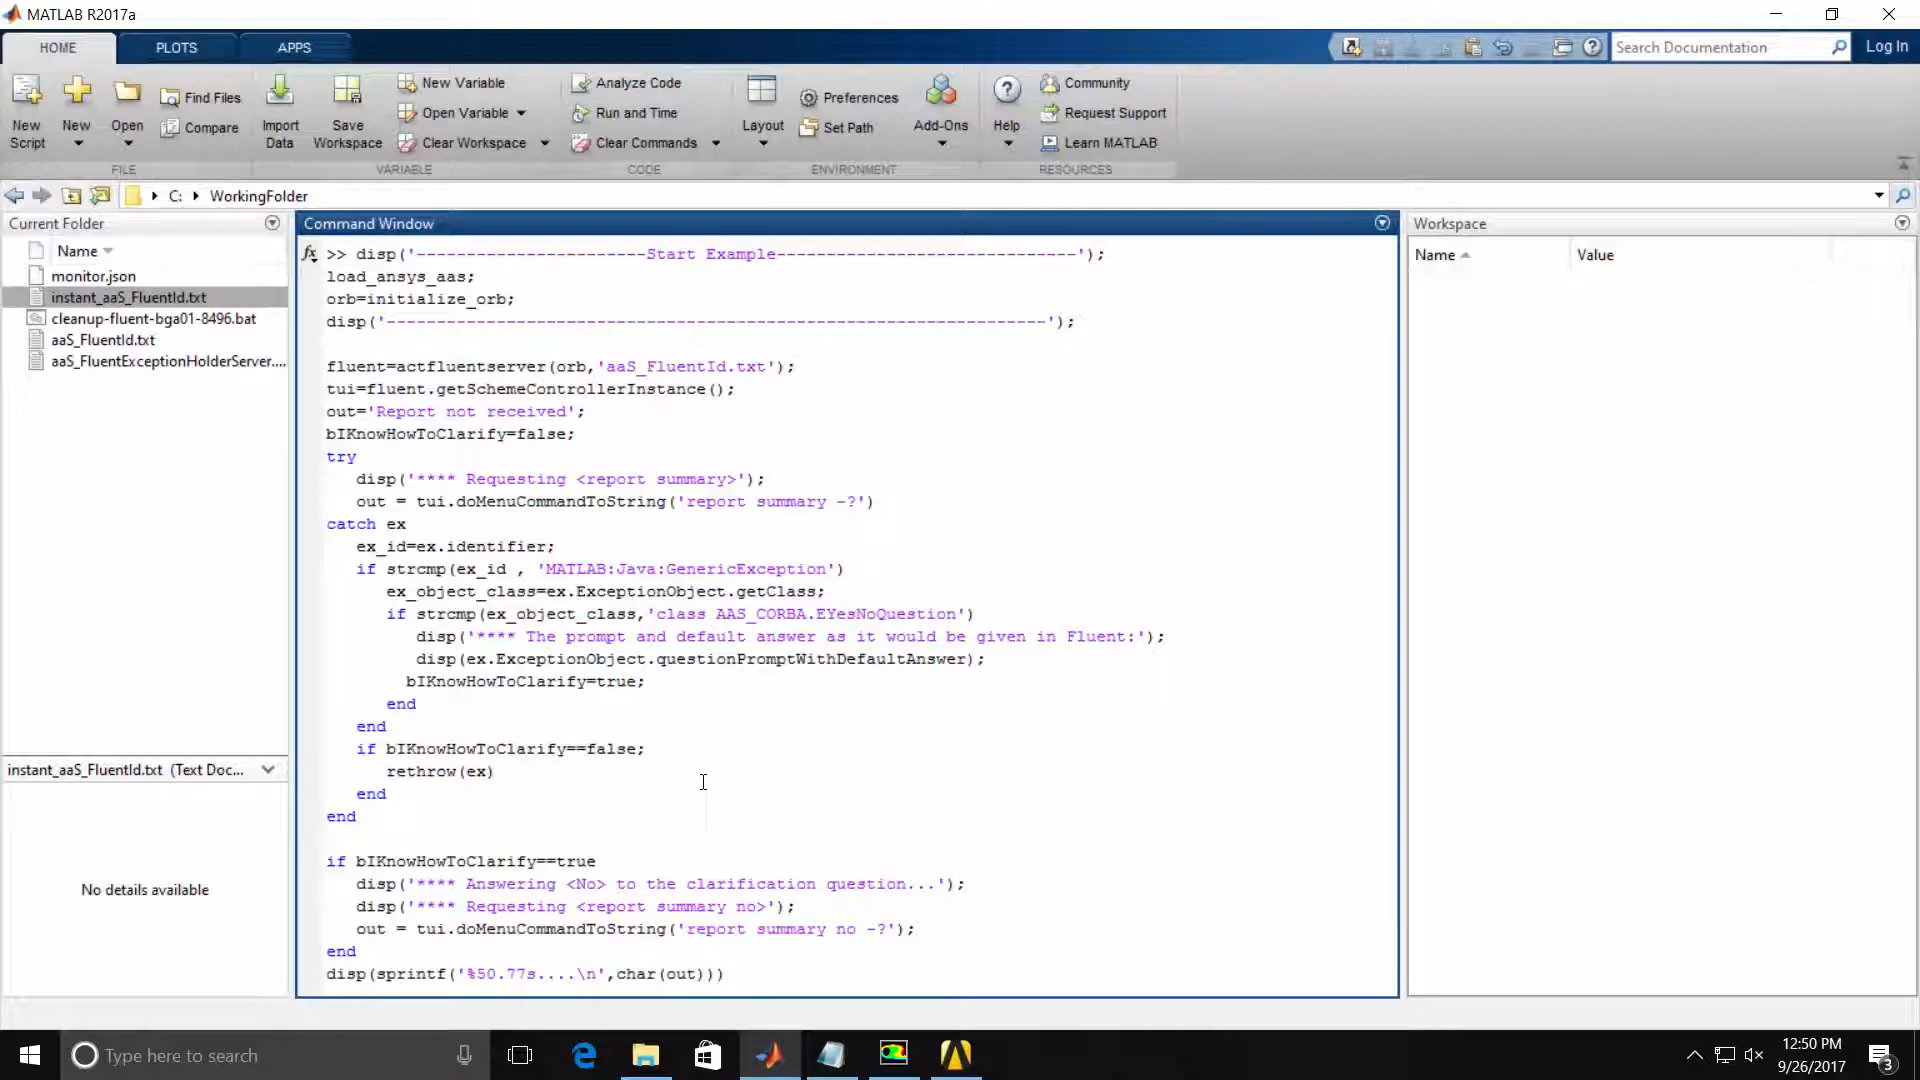 MATLAB R2017a
HOME PLOTS APPS
Search Documentation
Log In
New Script
New
Open
Find Files
Compare
FILE
Import Data
Save Workspace
New Variable
Open Variable
Clear Workspace
VARIABLE
Analyze Code
Run and Time
Clear Commands
CODE
Layout
Preferences
Set Path
Add-Ons
ENVIRONMENT
Help
Community
Request Support
Learn MATLAB
RESOURCES
C: WorkingFolder
Current Folder
Name
monitor.json
instant_aaS_FluentId.txt
cleanup-fluent-bga01-8496.bat
aaS_FluentId.txt
aaS_FluentExceptionHolderServer....
instant_aaS_FluentId.txt (Text Doc...
No details available
Command Window
fx >> disp('-----------------------Start Example------------------------------');
load_ansys_aas;
orb=initialize_orb;
disp('------------------------------------------------------------------');
fluent=actfluentserver(orb,'aaS_FluentId.txt');
tui=fluent.getSchemeControllerInstance();
out='Report not received';
bIKnowHowToClarify=false;
try
disp('**** Requesting <report summary>');
out = tui.doMenuCommandToString('report summary -?')
catch ex
ex_id=ex.identifier;
if strcmp(ex_id , 'MATLAB:Java:GenericException')
ex_object_class=ex.ExceptionObject.getClass;
if strcmp(ex_object_class,'class AAS_CORBA.EYesNoQuestion')
disp('**** The prompt and default answer as it would be given in Fluent:');
disp(ex.ExceptionObject.questionPromptWithDefaultAnswer);
bIKnowHowToClarify=true;
end
end
if bIKnowHowToClarify==false;
rethrow(ex)
end
end
if bIKnowHowToClarify==true
disp('**** Answering <No> to the clarification question...');
disp('**** Requesting <report summary no>');
out = tui.doMenuCommandToString('report summary no -?');
end
disp(sprintf('%50.77s....\n',char(out)))
Workspace
Name Value
Type here to search
12:50 PM
9/26/2017
3